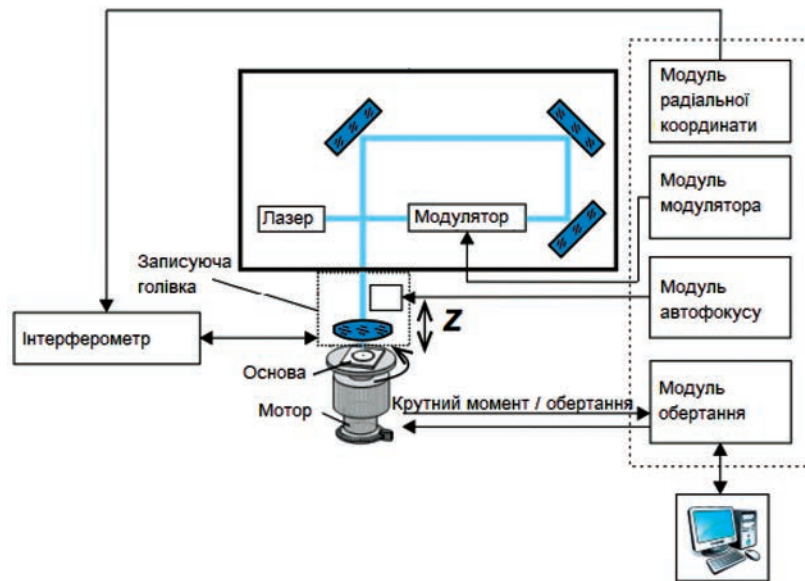 Модуль
радіальної
координати
Лазер
Модулятор
Модуль
модулятора
Записуюча
голівка
Модуль
автофокусу
Z
Інтерферометр
Основа
Мотор
Крутний момент / обертання
Модуль
обертання